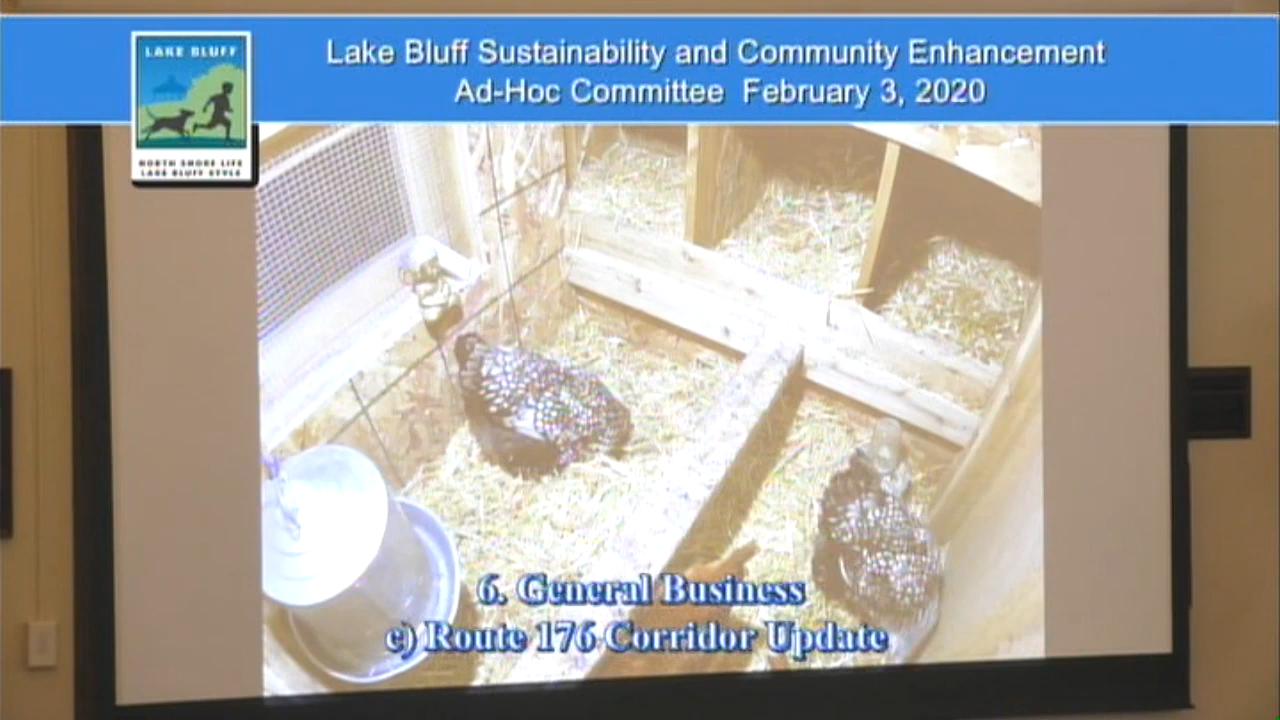 Lake Bluff Sustainability and Community Enhancement
Ad-Hoc Committee February 3, 2020
LAKE BLUFF
NORTH SHORE LIFE
LAKE BLUFF STYLE
6. General Business
c) Route 176 Corridor Update